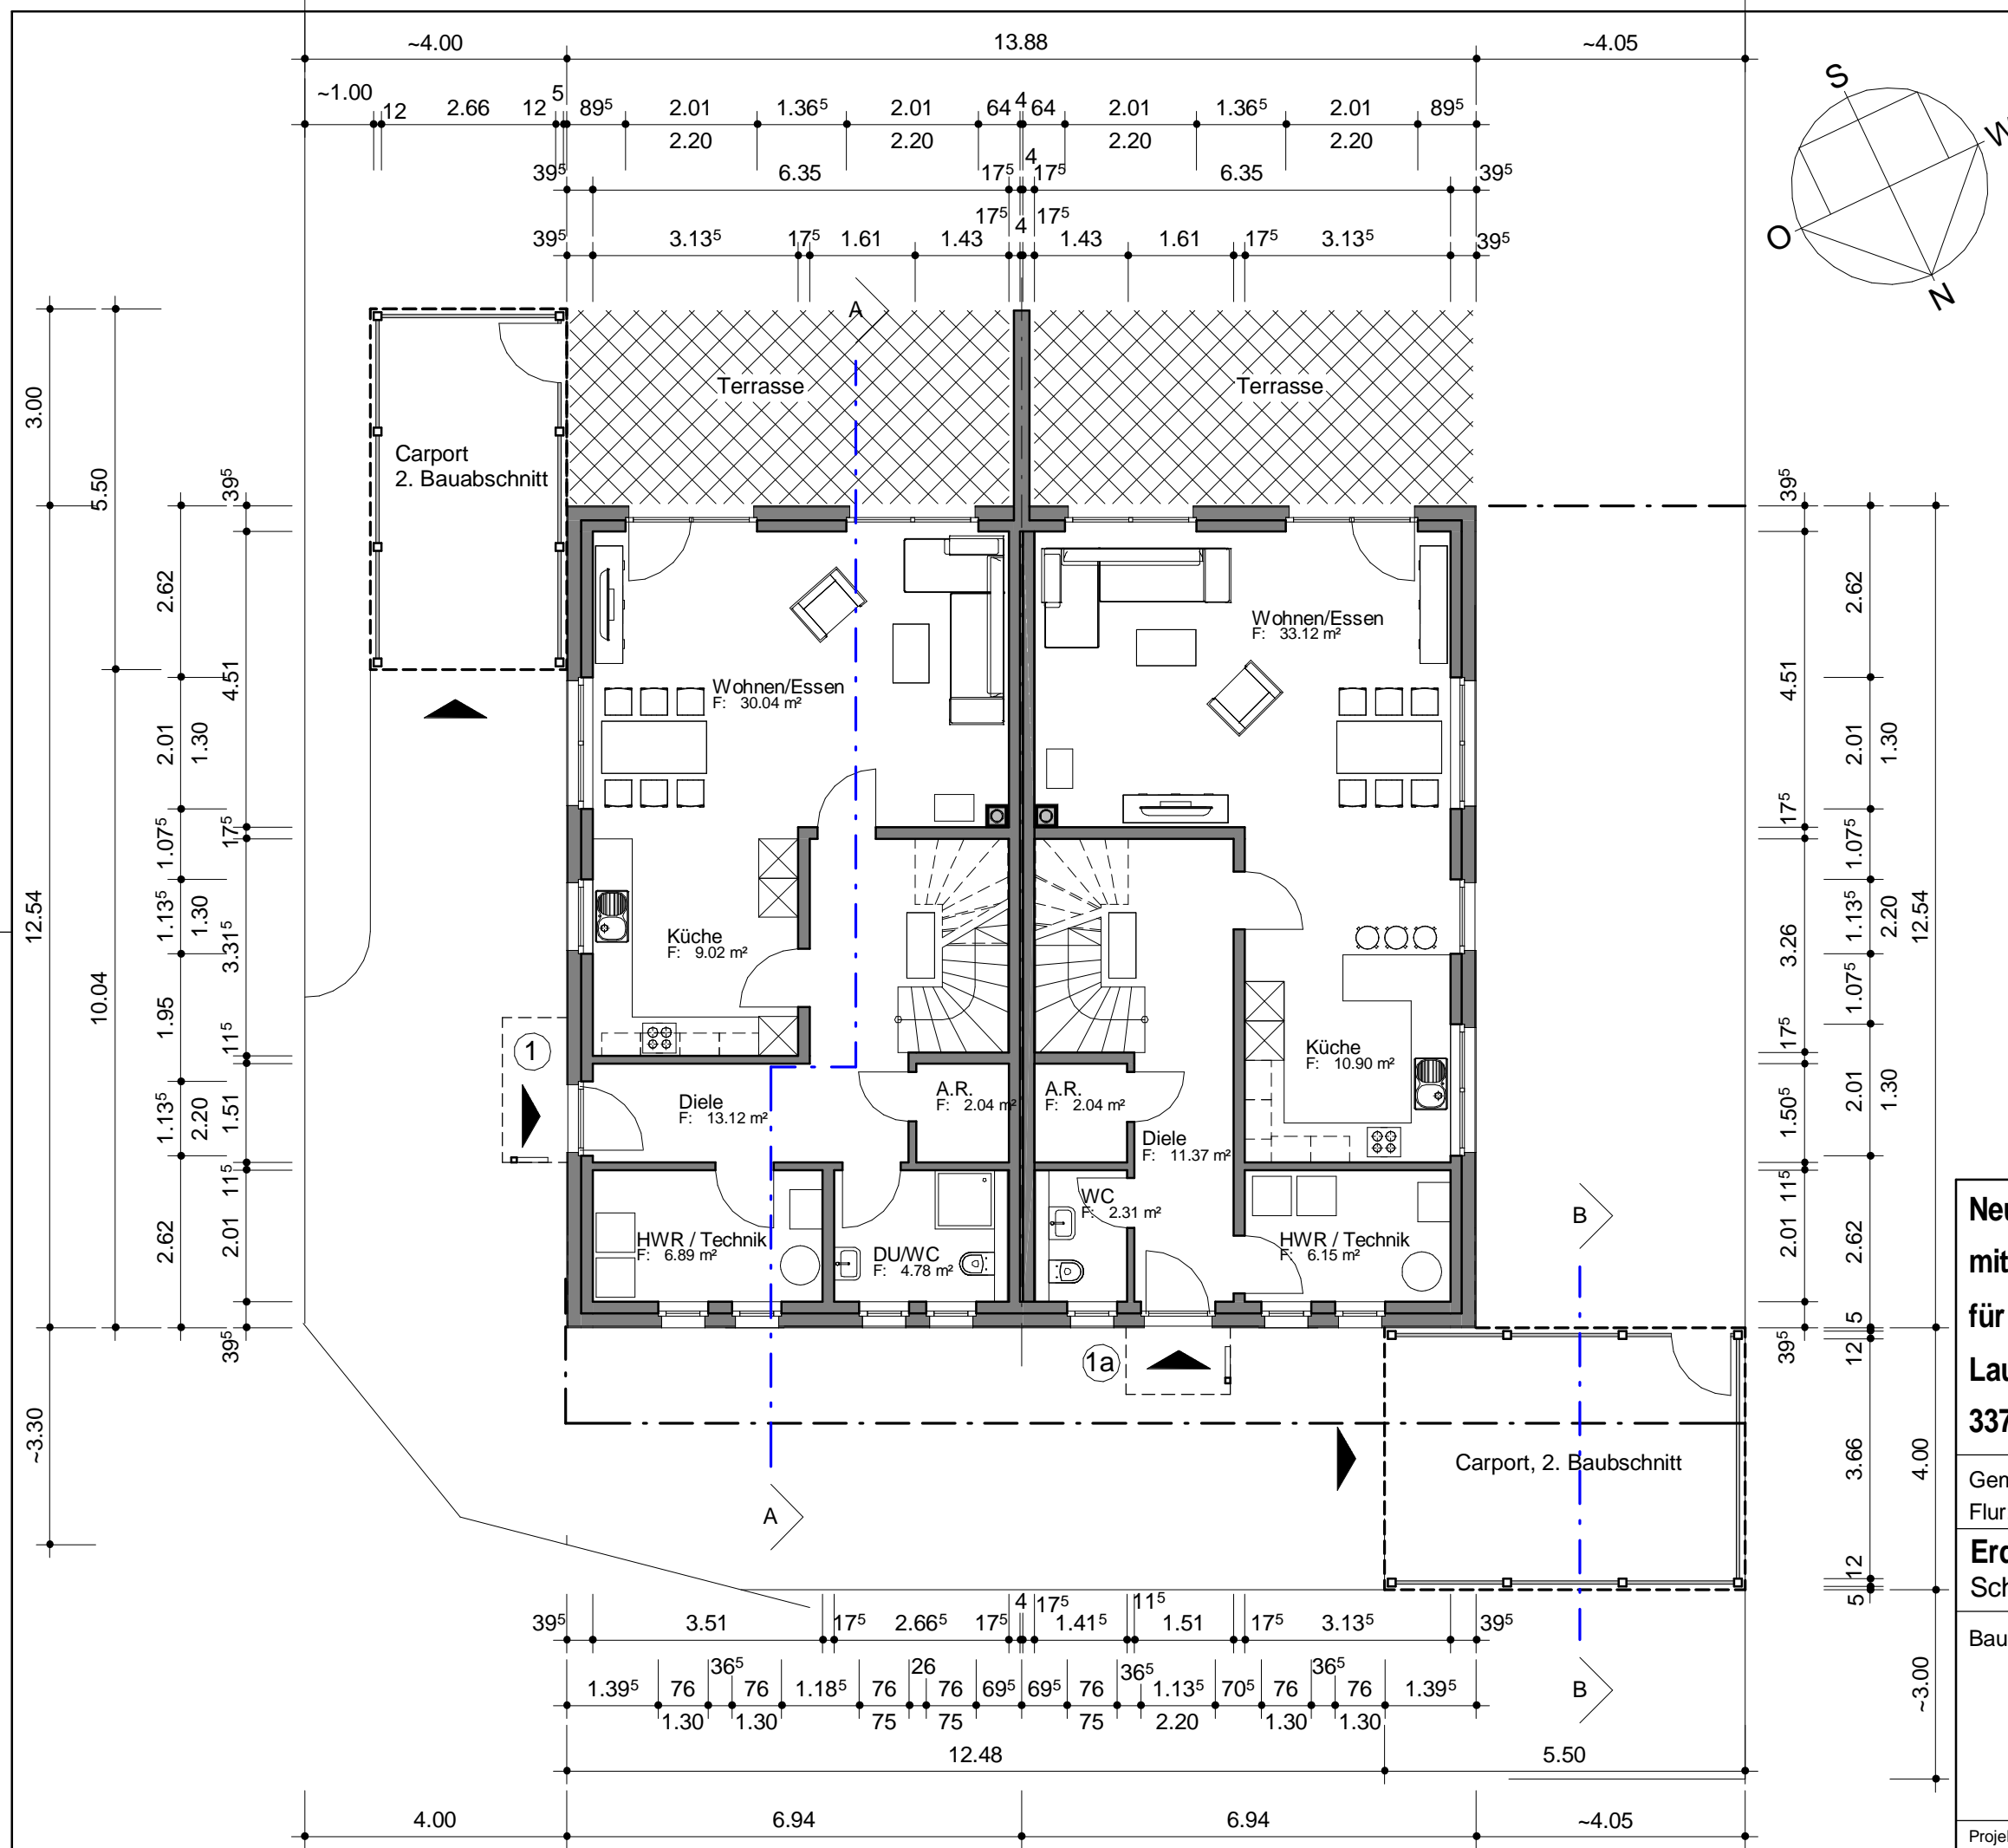 ~4.00 13.88 ~4.05
~1.00 12 2.66 12 5 89⁵ 2.01 1.36⁵ 2.01 64 4 64 2.01 1.36⁵ 2.01 89⁵
2.20 2.20 2.20 2.20
39⁵ 6.35 17⁵ 4 17⁵ 6.35 39⁵
17⁵ 4 17⁵
39⁵ 3.13⁵ 17⁵ 1.61 1.43 1.43 1.61 17⁵ 3.13⁵ 39⁵
S
W
O
N
A
Terrasse
Terrasse
Carport
2. Bauabschnitt
3.00
12.54
~3.30
5.50
10.04
2.62
2.01
1.30
1.07⁵
1.13⁵
1.30
1.95
1.13⁵
2.20
2.62
39⁵
4.51
17⁵
3.31⁵
11⁵
1.51
11⁵
2.01
39⁵
Wohnen/Essen
F: 30.04 m²
Wohnen/Essen
F: 33.12 m²
Küche
F: 9.02 m²
Küche
F: 10.90 m²
1
Diele
F: 13.12 m²
A.R.
F: 2.04 m²
A.R.
F: 2.04 m²
Diele
F: 11.37 m²
HWR / Technik
F: 6.89 m²
DU/WC
F: 4.78 m²
WC
F: 2.31 m²
HWR / Technik
F: 6.15 m²
1a
39⁵
4.51
17⁵
3.26
17⁵
1.50⁵
11⁵
2.01
39⁵
2.62
2.01
1.30
1.07⁵
1.13⁵
2.20
1.07⁵
2.01
1.30
2.62
5
12
3.66
12
5
12.54
4.00
~3.00
B
Carport, 2. Baubschnitt
A
B
39⁵ 3.51 17⁵ 2.66⁵ 17⁵ 4 17⁵ 1.41⁵ 11⁵ 1.51 17⁵ 3.13⁵ 39⁵
1.39⁵ 76 36⁵ 76 1.18⁵ 76 26 76 69⁵ 69⁵ 76 36⁵ 1.13⁵ 70⁵ 76 36⁵ 76 1.39⁵
1.30 1.30 75 75 75 2.20 1.30 1.30
12.48 5.50
4.00 6.94 6.94 ~4.05
Neu
mit
für
Lau
337
Gem
Flur
Erd
Sch
Bau
Projek